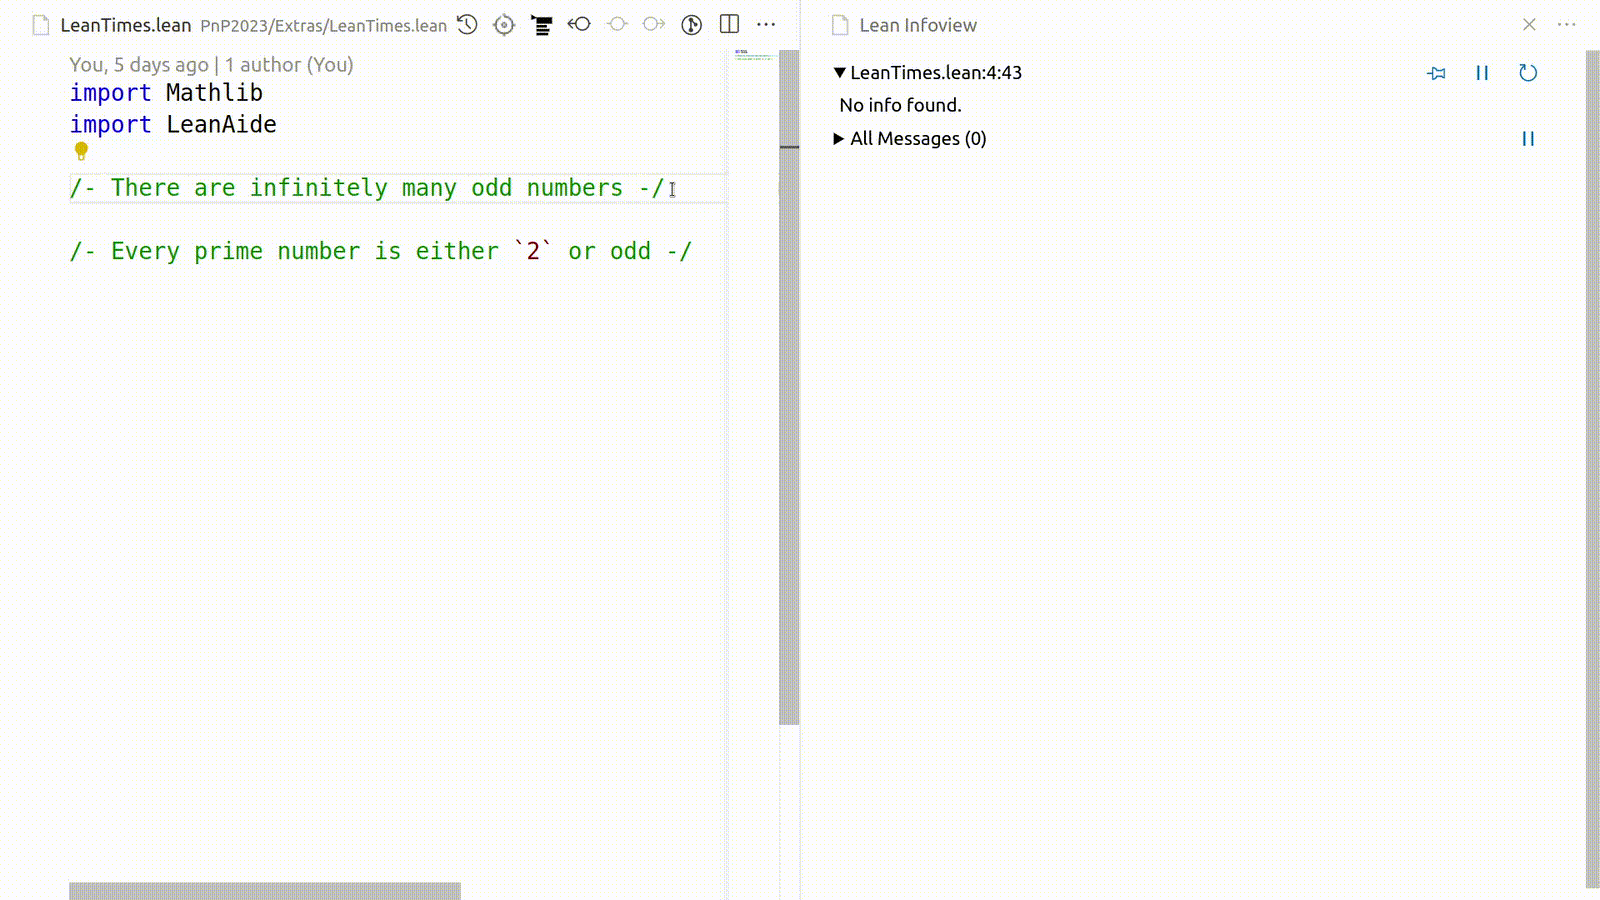 LeanTimes.lean PnP2023/Extras/LeanTimes.lean
You, 5 days ago | 1 author (You)
import Mathlib
import LeanAide
/- There are infinitely many odd numbers -/
/- Every prime number is either `2` or odd -/
Lean Infoview
LeanTimes.lean:4:43
No info found.
All Messages (0)